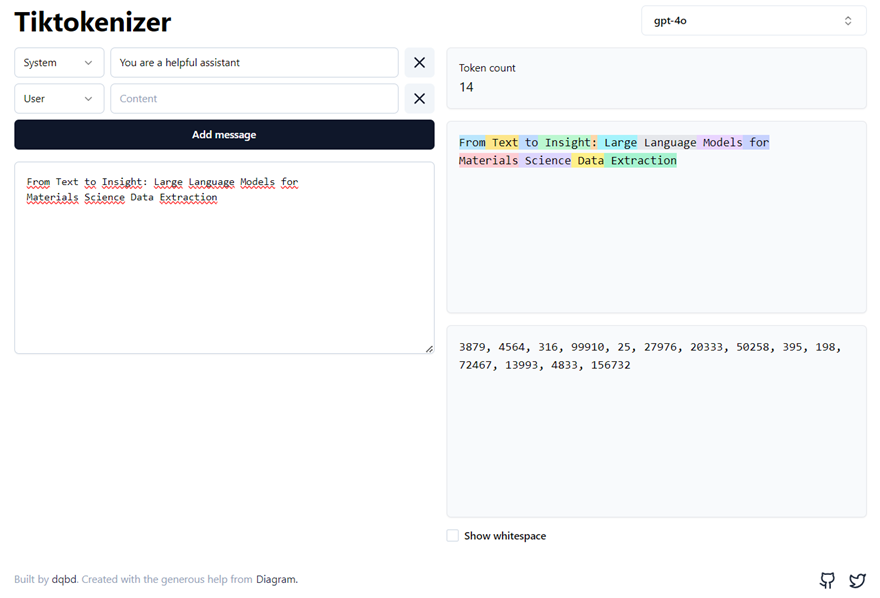 Tiktokenizer
gpt-4o
System
You are a helpful assistant
User
Content
Add message
From Text to Insight: Large Language Models for
Materials Science Data Extraction
Token count
14
From Text to Insight: Large Language Models for
Materials Science Data Extraction
3879, 4564, 316, 99910, 25, 27976, 20333, 50258, 395, 198,
72467, 13993, 4833, 156732
Show whitespace
Built by dqbd. Created with the generous help from Diagram.